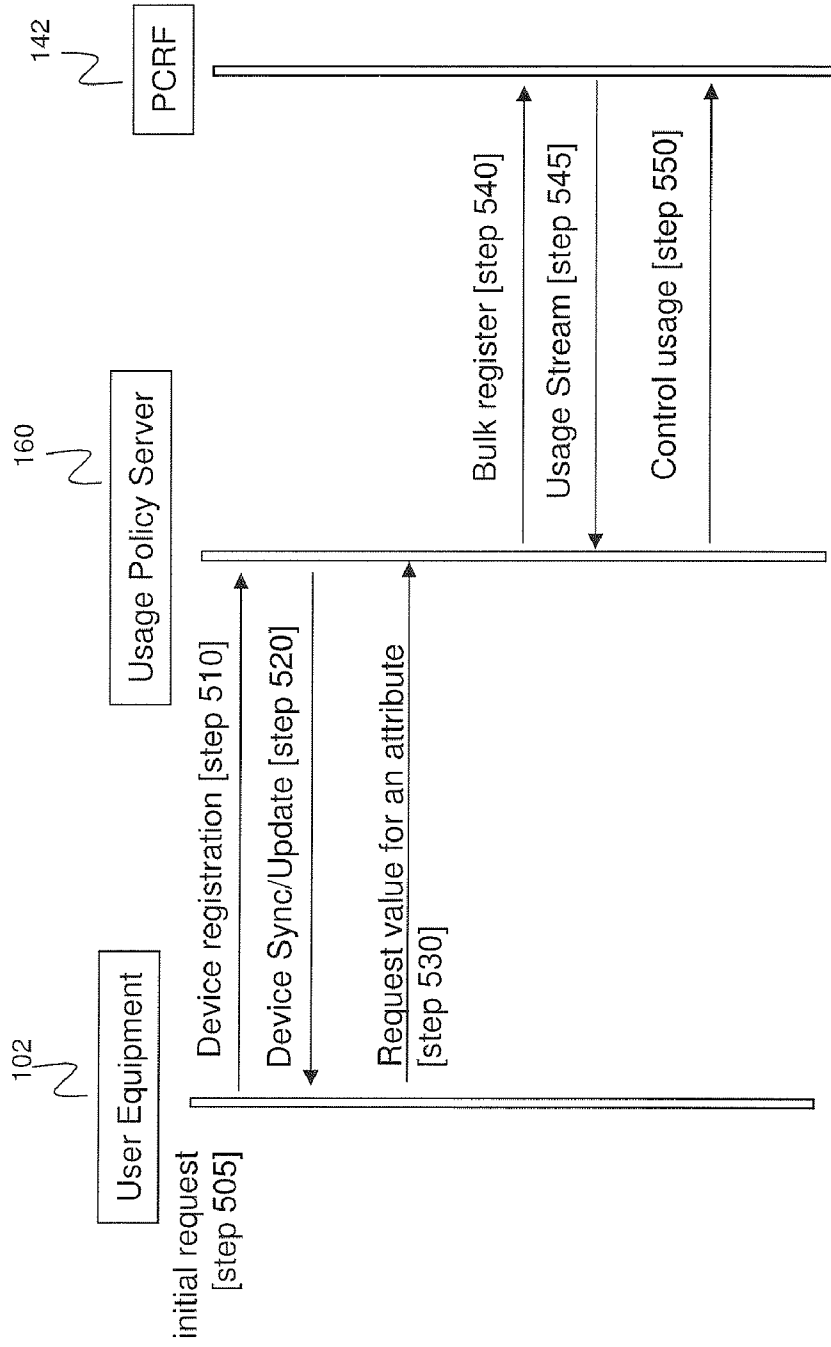 102
User Equipment
160
Usage Policy Server
142
PCRF
initial request
[step 505]
Device registration [step 510]
Device Sync/Update [step 520]
Request value for an attribute
[step 530]
Bulk register [step 540]
Usage Stream [step 545]
Control usage [step 550]